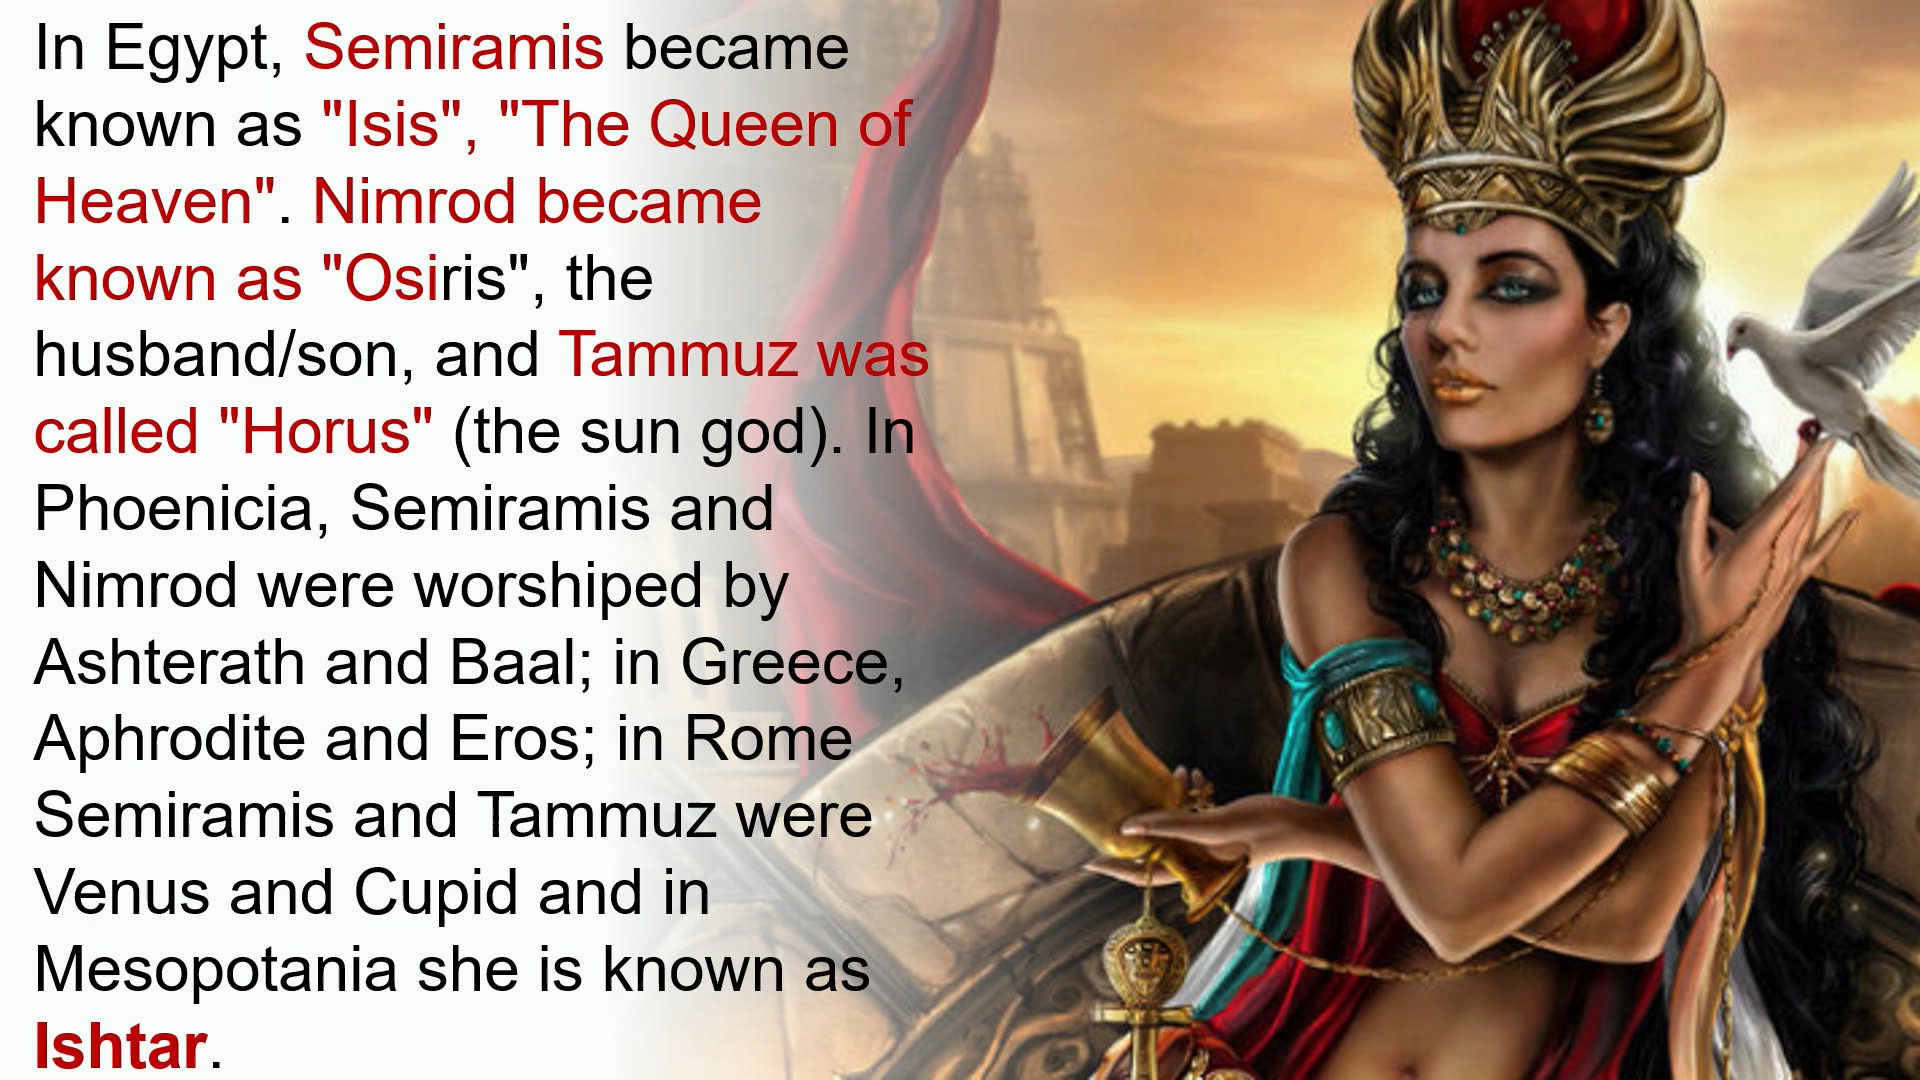 In Egypt, Semiramis became
known as "Isis", "The Queen of
Heaven". Nimrod became
known as "Osiris", the
husband/son, and Tammuz was
called "Horus" (the sun god). In
Phoenicia, Semiramis and
Nimrod were worshiped by
Ashterath and Baal; in Greece,
Aphrodite and Eros; in Rome
Semiramis and Tammuz were
Venus and Cupid and in
Mesopotania she is known as
Ishtar.